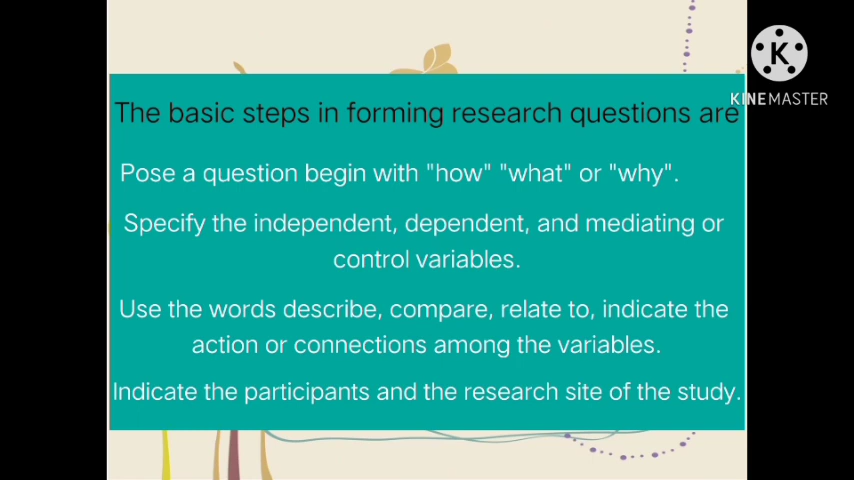 K
KINEMASTER
The basic steps in forming research questions are
Pose a question begin with "how" "what" or "why".
Specify the independent, dependent, and mediating or
control variables.
Use the words describe, compare, relate to, indicate the
action or connections among the variables.
Indicate the participants and the research site of the study.